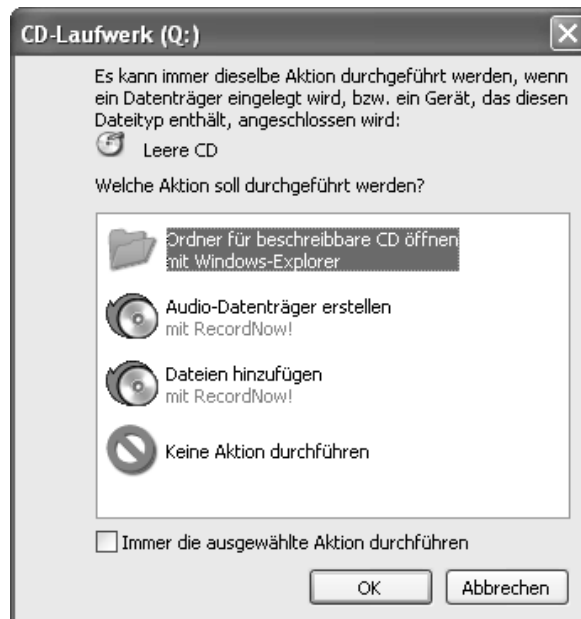 CD-Laufwerk (Q:)
Es kann immer dieselbe Aktion durchgeführt werden, wenn
ein Datenträger eingelegt wird, bzw. ein Gerät, das diesen
Dateityp enthält, angeschlossen wird:
Leere CD
Welche Aktion soll durchgeführt werden?
Ordner für beschreibbare CD öffnen
mit Windows-Explorer
Audio-Datenträger erstellen
mit RecordNow!
Dateien hinzufügen
mit RecordNow!
Keine Aktion durchführen
Immer die ausgewählte Aktion durchführen
OK
Abbrechen